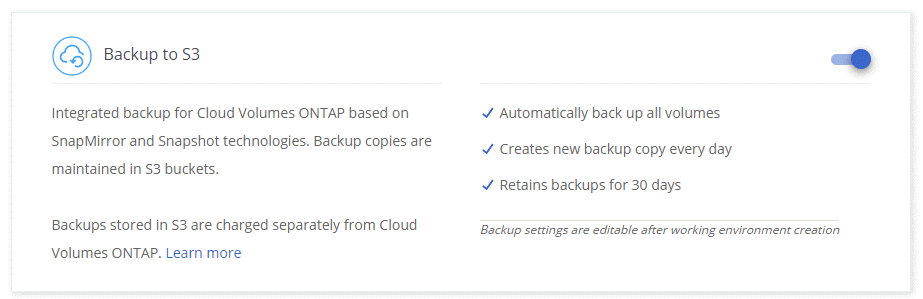 Backup to S3
Integrated backup for Cloud Volumes ONTAP based on
SnapMirror and Snapshot technologies. Backup copies are
maintained in S3 buckets.
Backups stored in S3 are charged separately from Cloud
Volumes ONTAP. Learn more
Automatically back up all volumes
Creates new backup copy every day
Retains backups for 30 days
Backup settings are editable after working environment creation